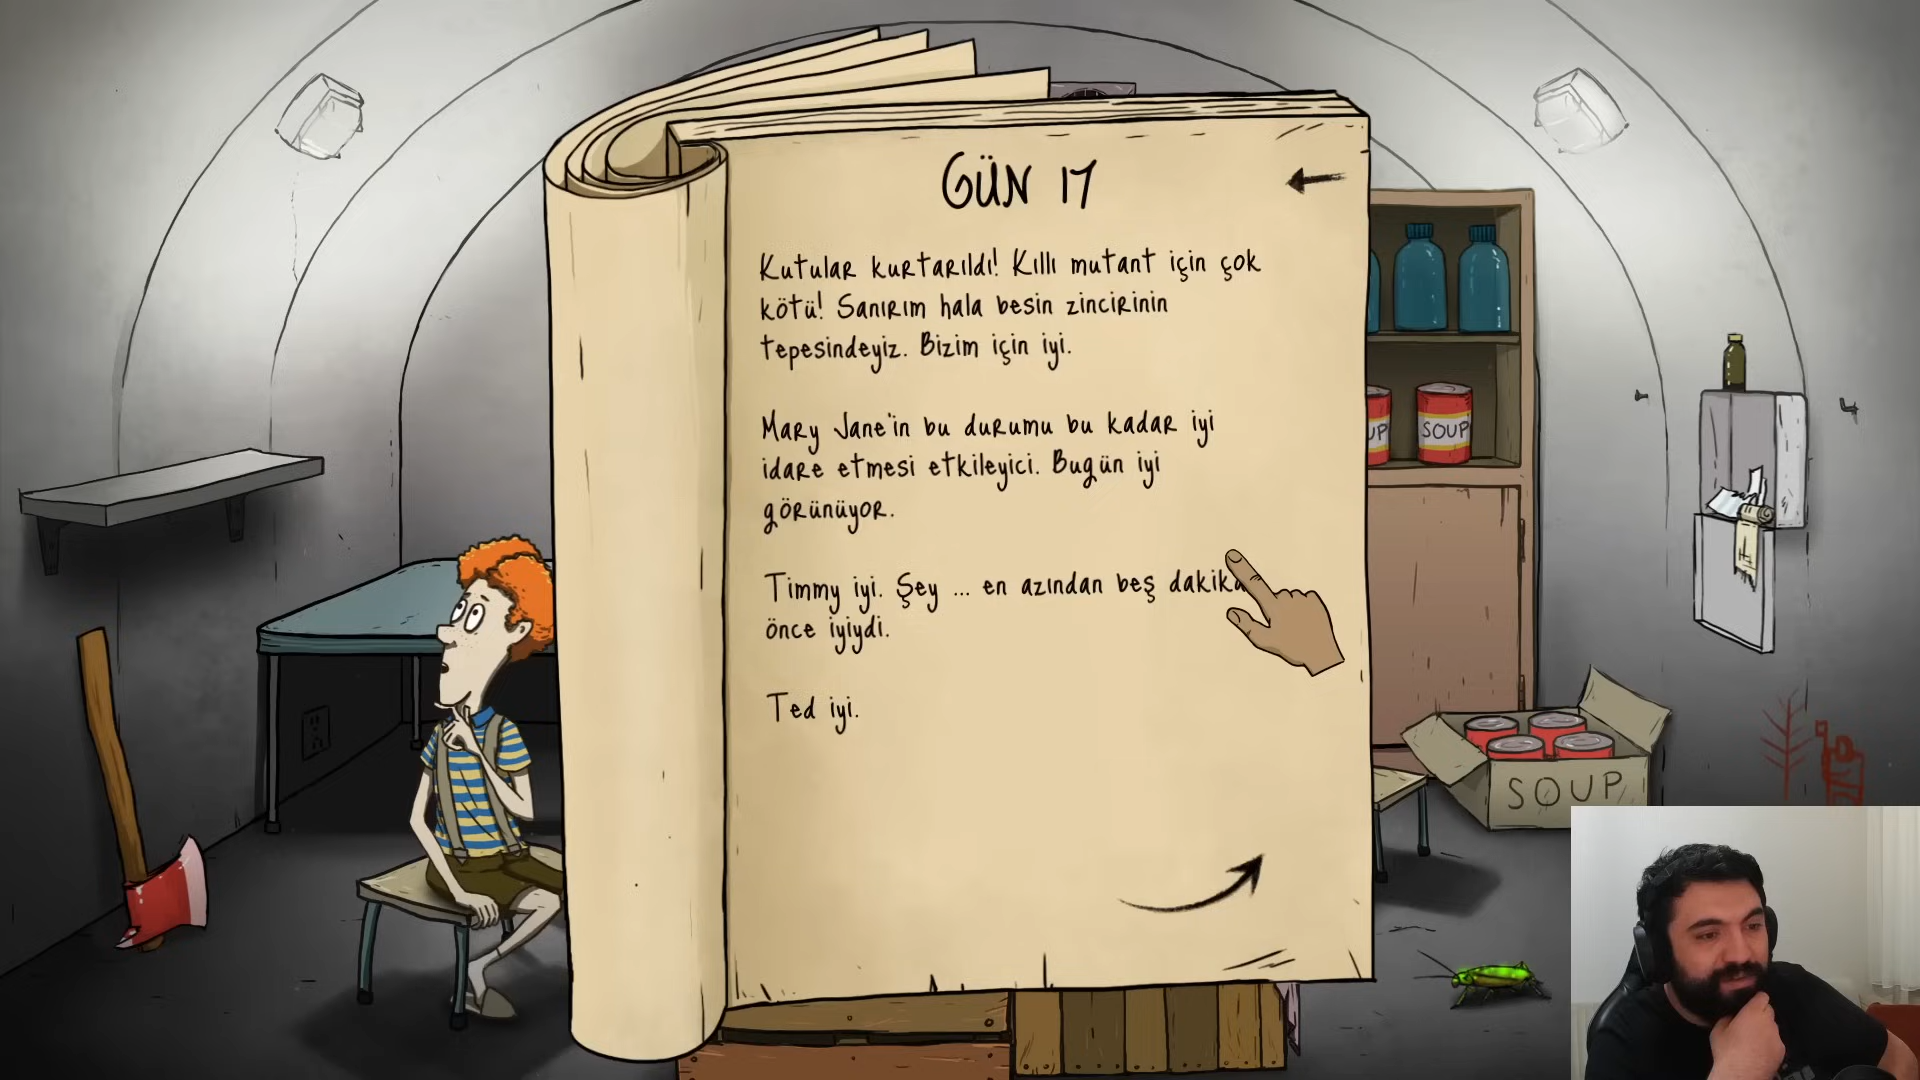 GÜN 17
Kutular kurtarıldı! Kıllı mutant için çok
kötü! Sanırım hala besin zincirinin
tepesindeyiz. Bizim için iyi.
Mary Jane'in bu durumu bu kadar iyi
idare etmesi etkileyici. Bugün iyi
görünüyor.
Timmy iyi. Şey ... en azından beş dakika
önce iyiydi.
Ted iyi.
UP
SOUP
SOUP